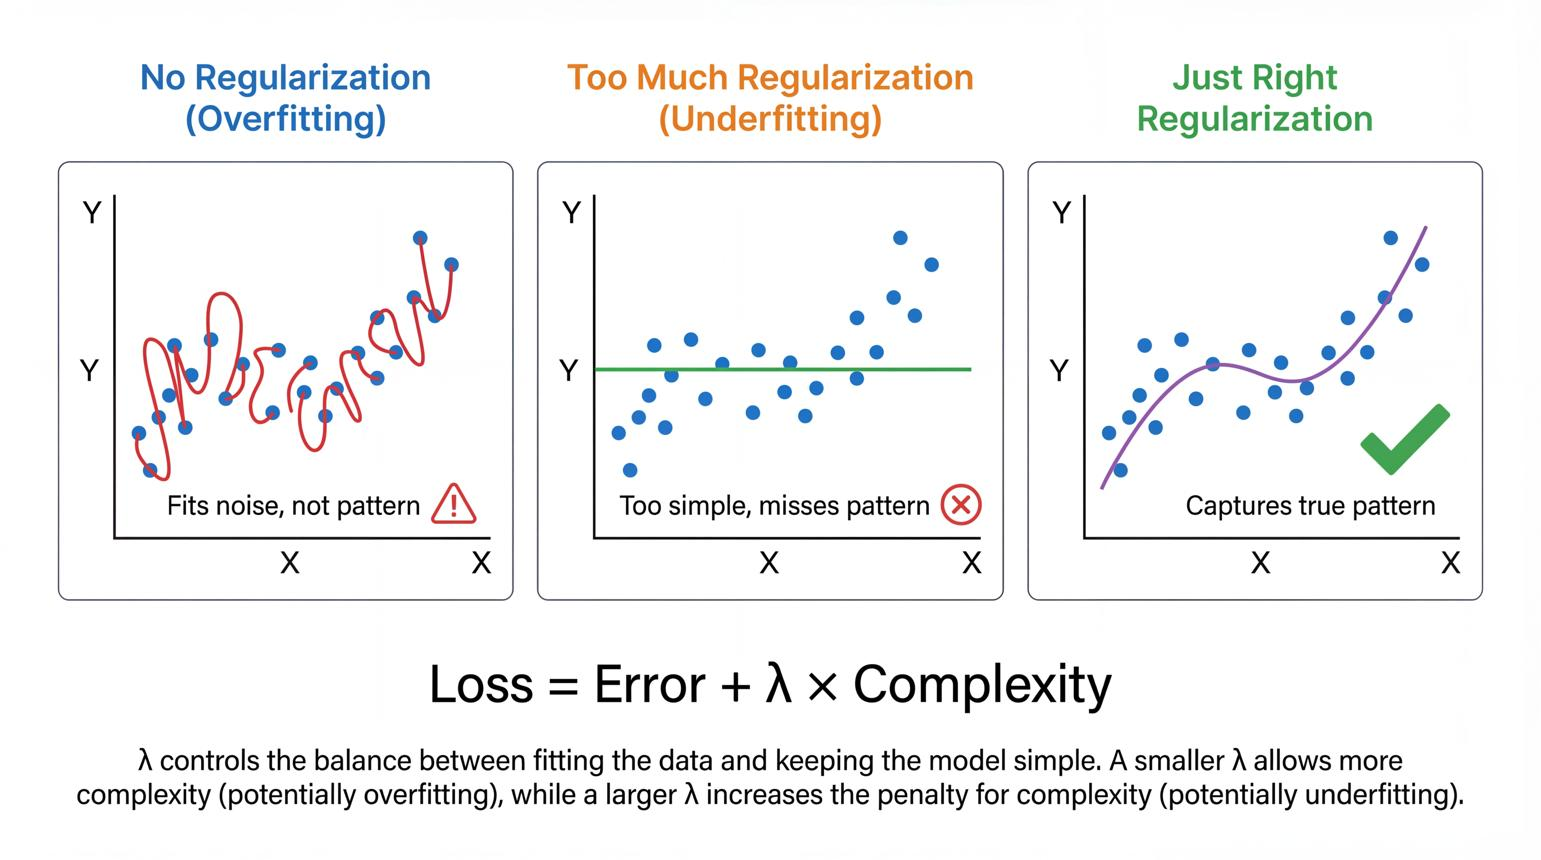 No Regularization
(Overfitting)
Too Much Regularization
(Underfitting)
Just Right
Regularization
Y
Y
Fits noise, not pattern
X
X
Y
Y
Too simple, misses pattern
X
X
Y
Y
Captures true pattern
X
X
Loss = Error + λ × Complexity
λ controls the balance between fitting the data and keeping the model simple. A smaller λ allows more
complexity (potentially overfitting), while a larger λ increases the penalty for complexity (potentially underfitting).